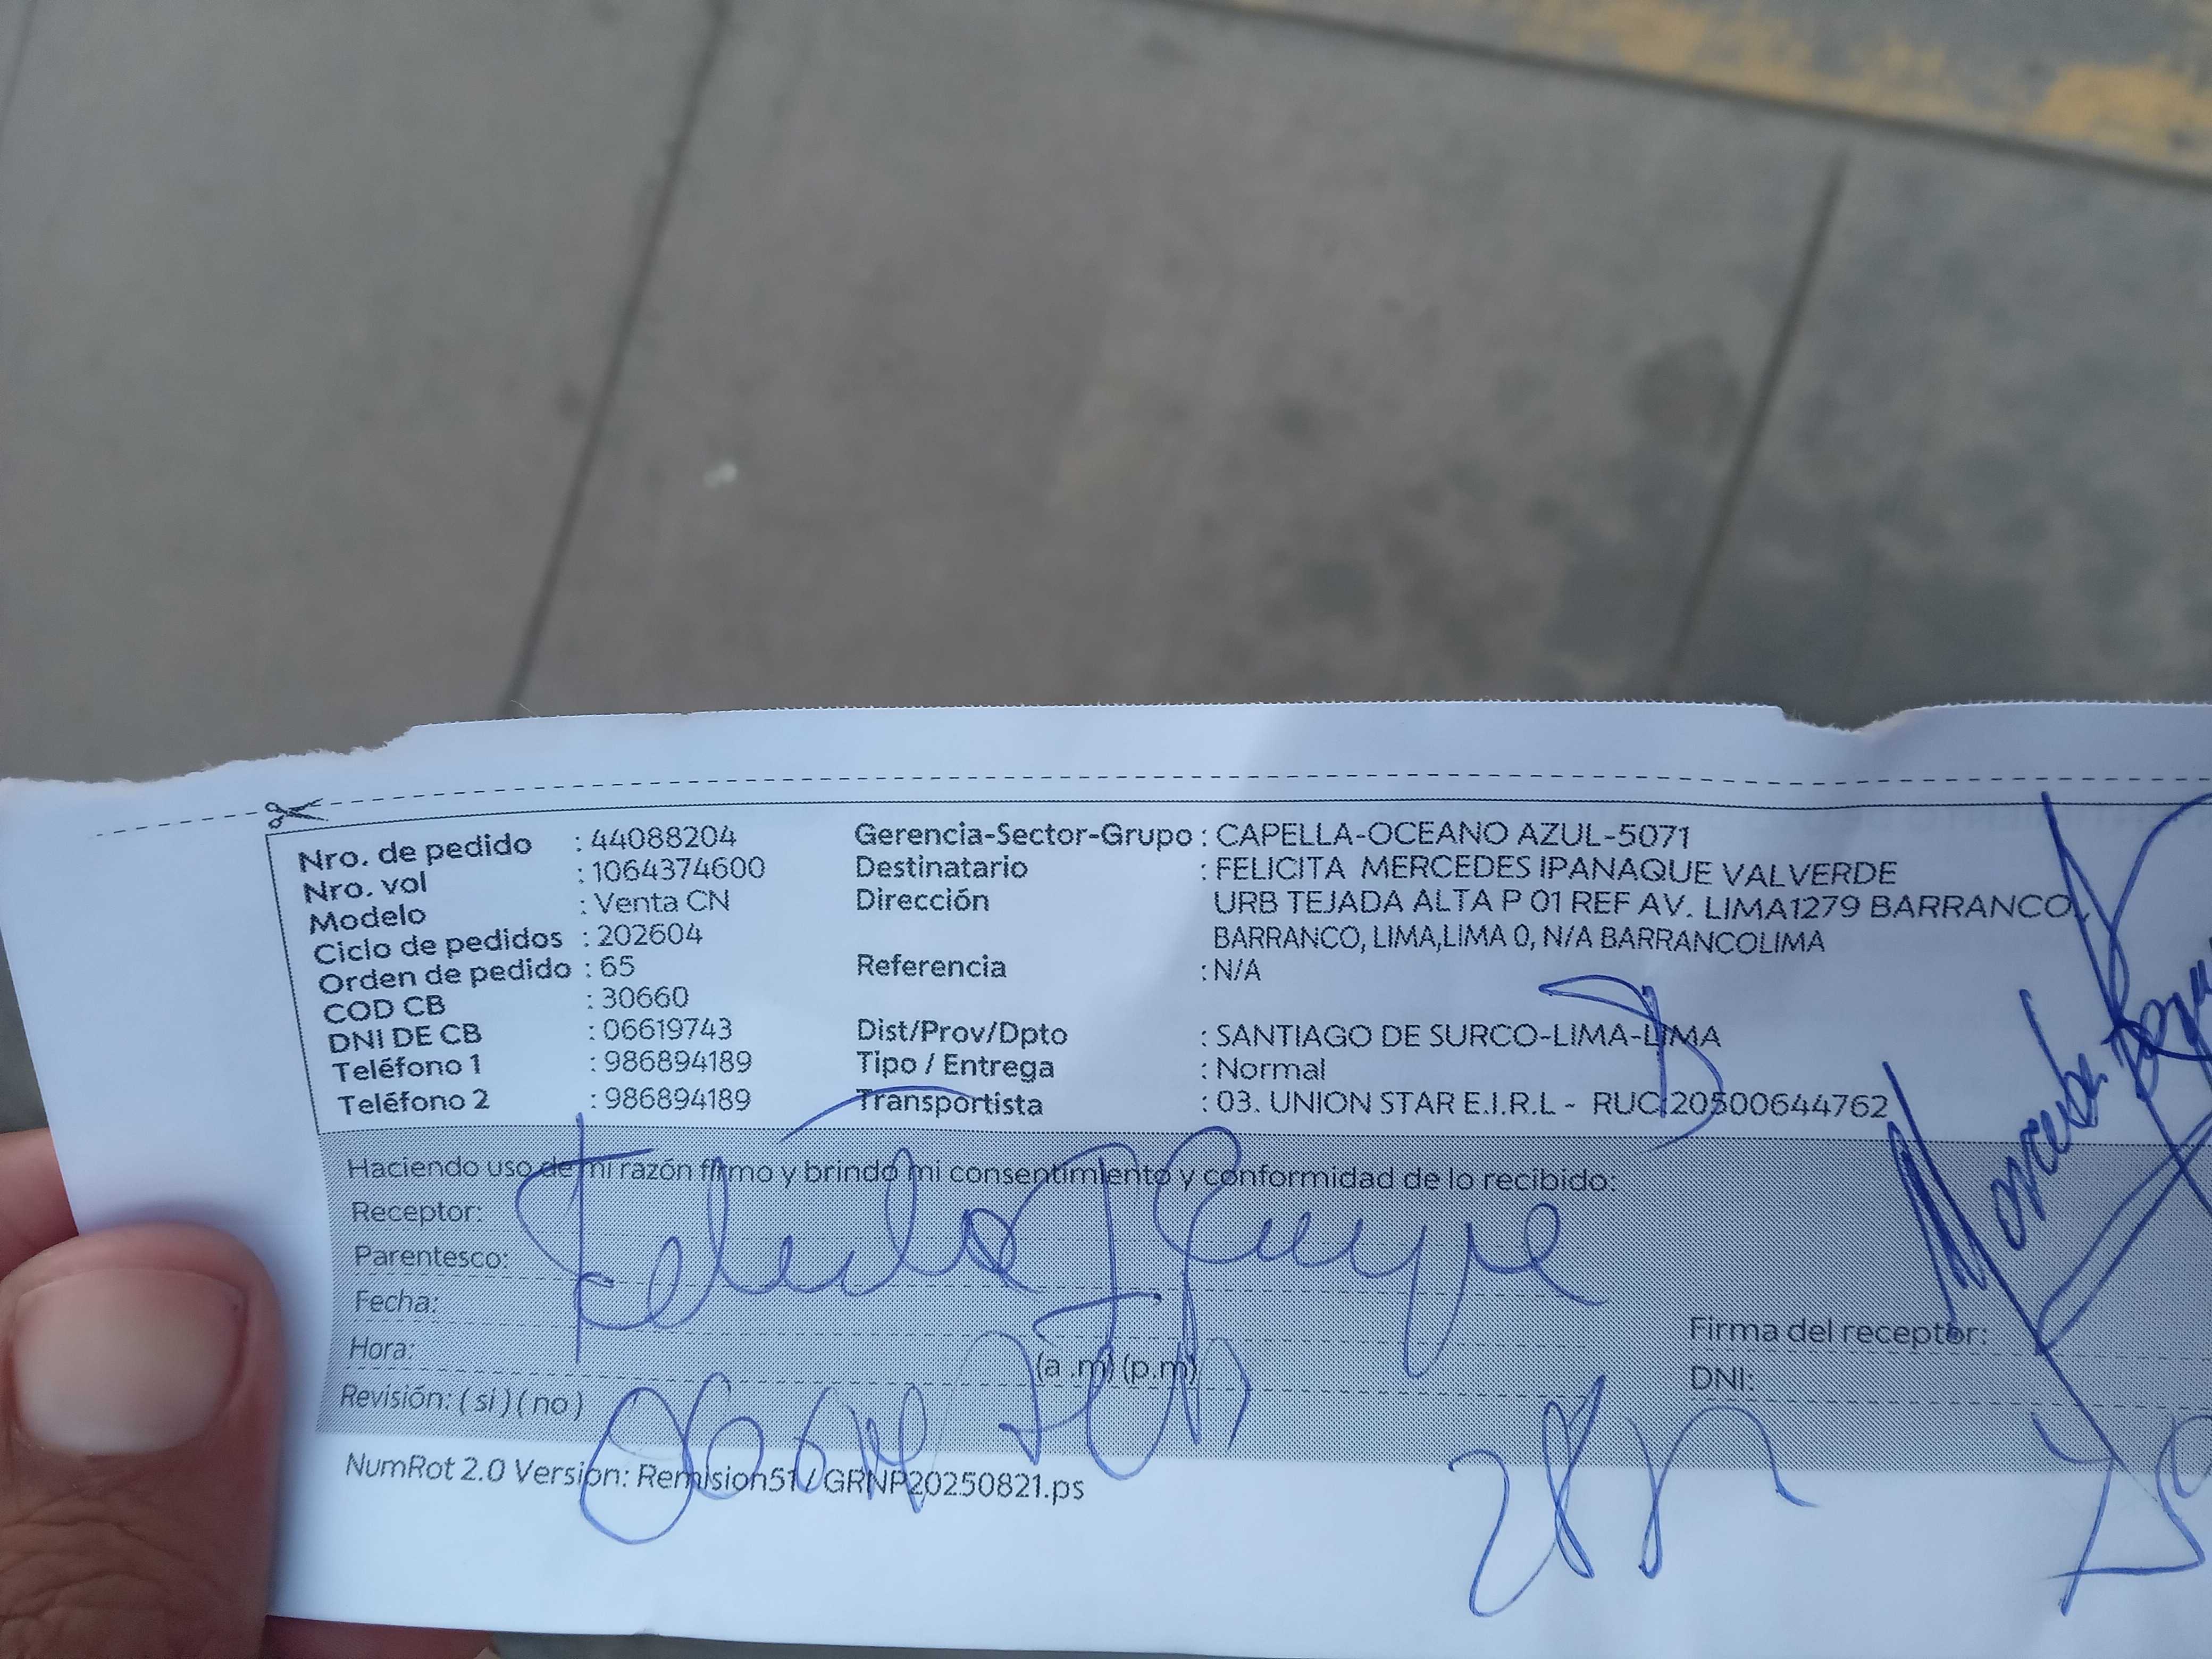 Nro. de pedido : 44088204
Nro. vol : 1064374600
Modelo : Venta CN
Ciclo de pedidos : 202604
Orden de pedido : 65
COD CB : 30660
DNI DE CB : 06619743
Teléfono 1 : 986894189
Teléfono 2 : 986894189
Gerencia-Sector-Grupo : CAPELLA-OCEANO AZUL-5071
Destinatario : FELICITA MERCEDES IPANAQUE VALVERDE
Dirección URB TEJADA ALTA P 01 REF AV. LIMA1279 BARRANCO,
BARRANCO, LIMA,LIMA 0, N/A BARRANCOLIMA
Referencia : N/A
Dist/Prov/Dpto : SANTIAGO DE SURCO-LIMA-LIMA
Tipo / Entrega : Normal
Transportista : 03. UNION STAR E.I.R.L - RUC 20500644762
Haciendo uso de mi razón firmo y brindo mi consentimiento y conformidad de lo recibido:
Receptor:
Parentesco:
Fecha:
Hora: (a .m) (p.m)
Revisión: ( si ) ( no )
Firma del receptor:
DNI:
NumRot 2.0 Version: Remision51 / GRNP20250821.ps